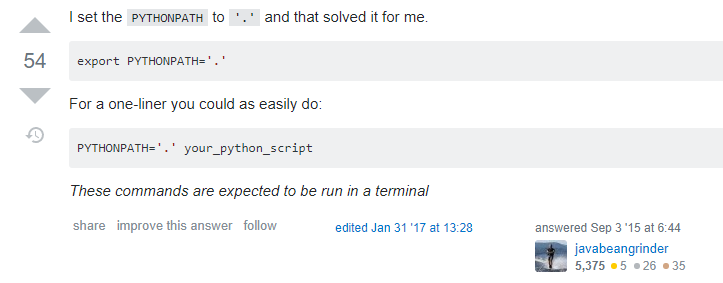 I set the PYTHONPATH to '.' and that solved it for me.
54
export PYTHONPATH='.'
For a one-liner you could as easily do:
PYTHONPATH='.' your_python_script
These commands are expected to be run in a terminal
share improve this answer follow
edited Jan 31 '17 at 13:28
answered Sep 3 '15 at 6:44
javabeangrinder
5,375 ●5 ●26 ●35